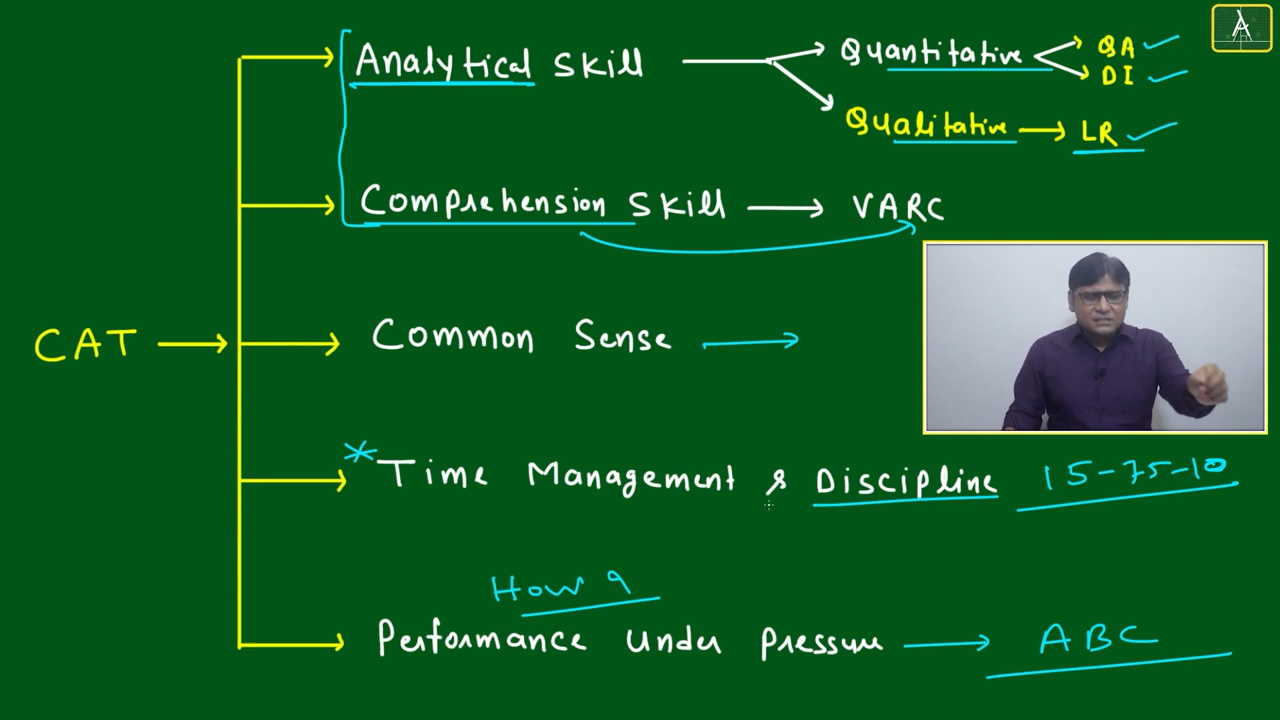 Analytical Skill Quantitative QA
DI
Qualitative LR
Comprehension Skill VARC
CAT Common Sense
* Time Management & Discipline 15-75-10
How ?
Performance Under Pressure ABC